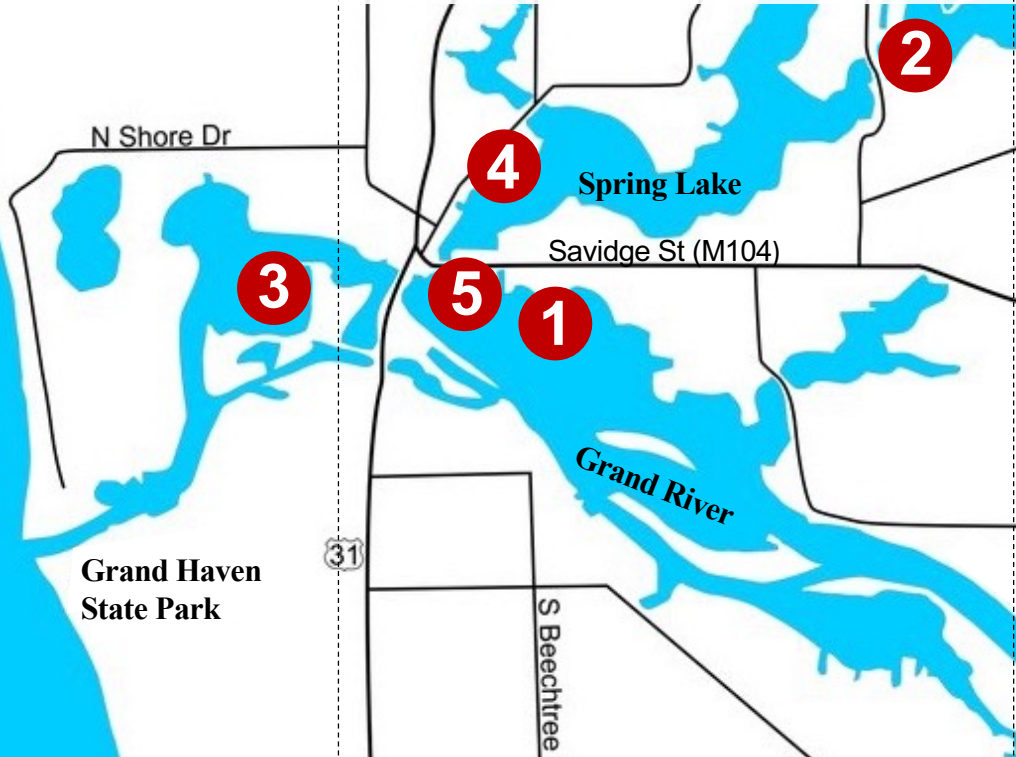 2
N Shore Dr
4
Spring Lake
Savidge St (M104)
3
5
1
Grand River
31
Grand Haven
State Park
S Beechtree